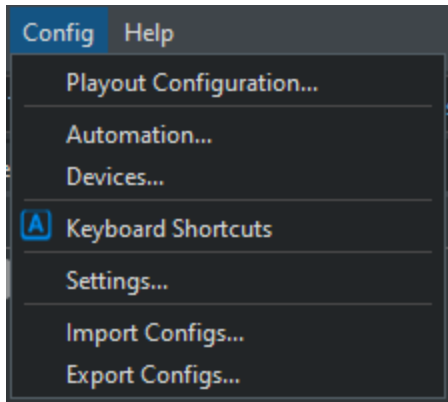 Config Help
Playout Configuration...
Automation...
Devices...
A Keyboard Shortcuts
Settings...
Import Configs...
Export Configs...